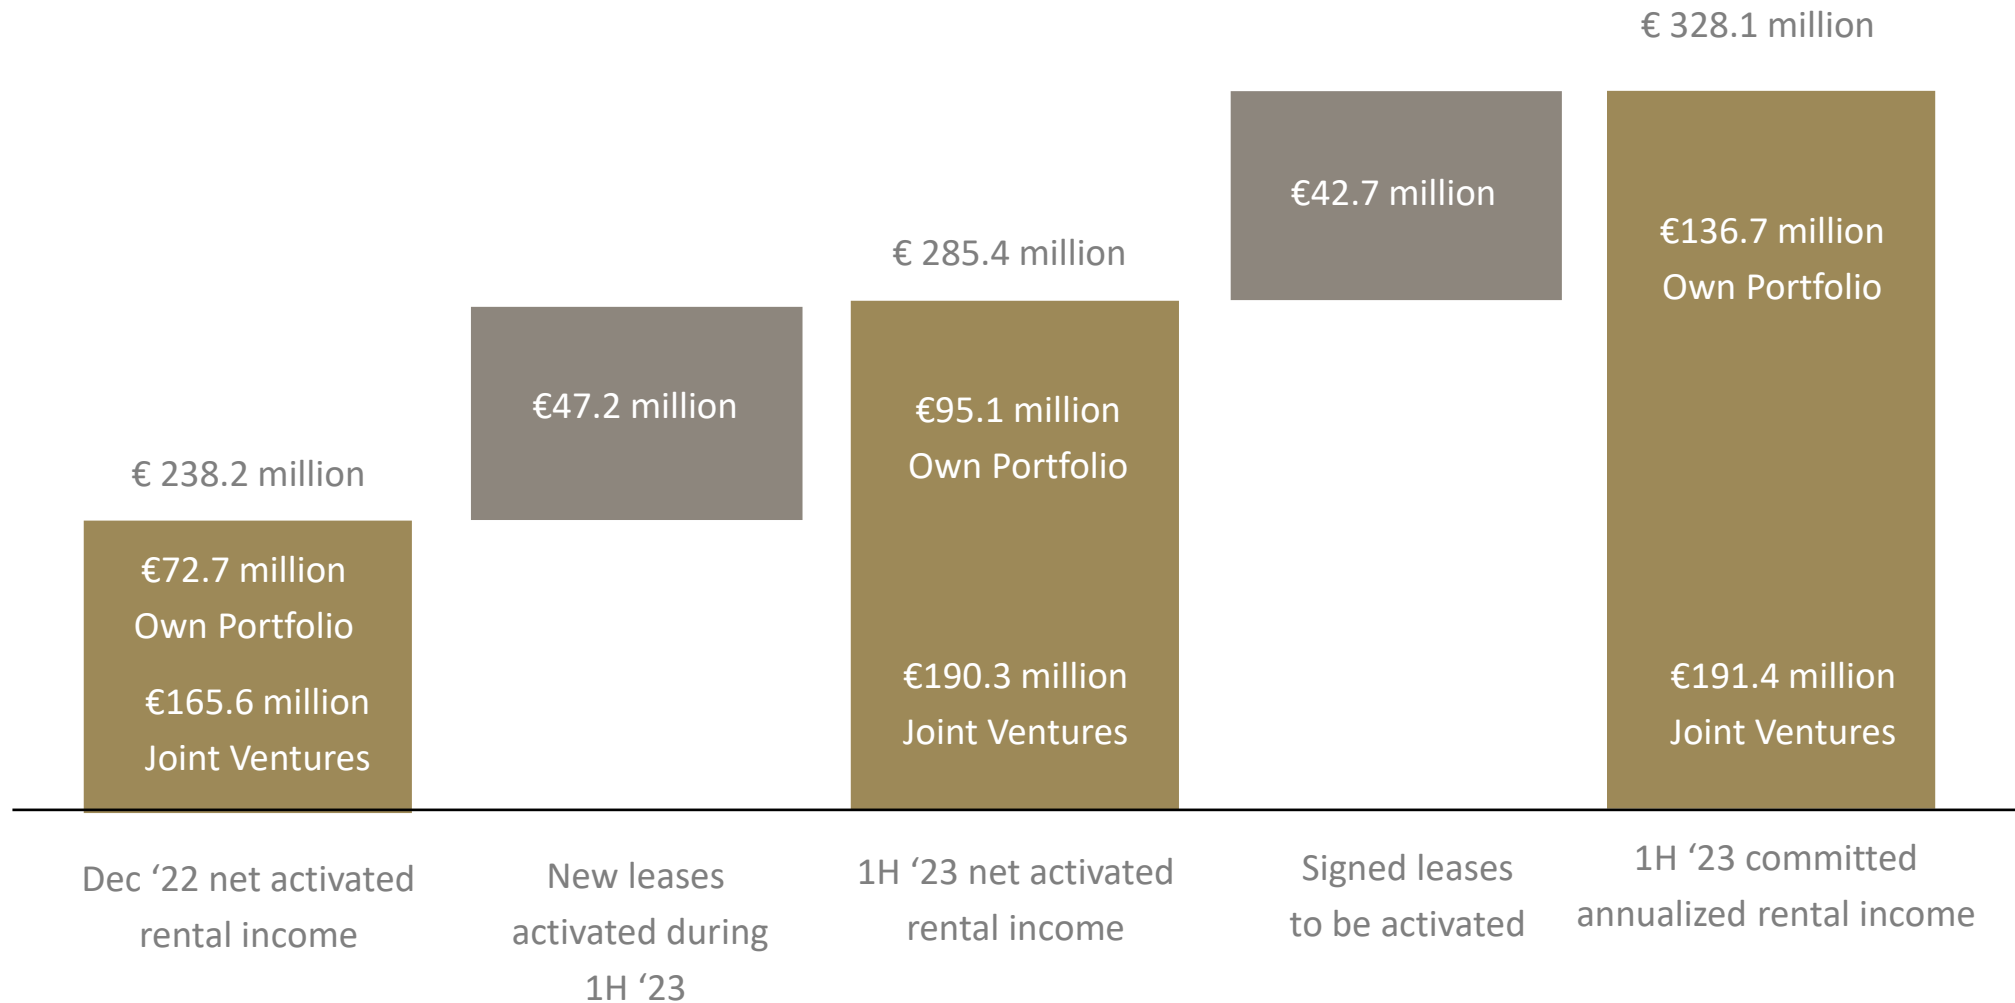 € 328.1 million
€42.7 million
€136.7 million
Own Portfolio
€ 285.4 million
€47.2 million
€95.1 million
Own Portfolio
€ 238.2 million
€72.7 million
Own Portfolio
€165.6 million
Joint Ventures
€190.3 million
Joint Ventures
€191.4 million
Joint Ventures
Dec ‘22 net activated
rental income
New leases
activated during
1H ‘23
1H ‘23 net activated
rental income
Signed leases
to be activated
1H ‘23 committed
annualized rental income